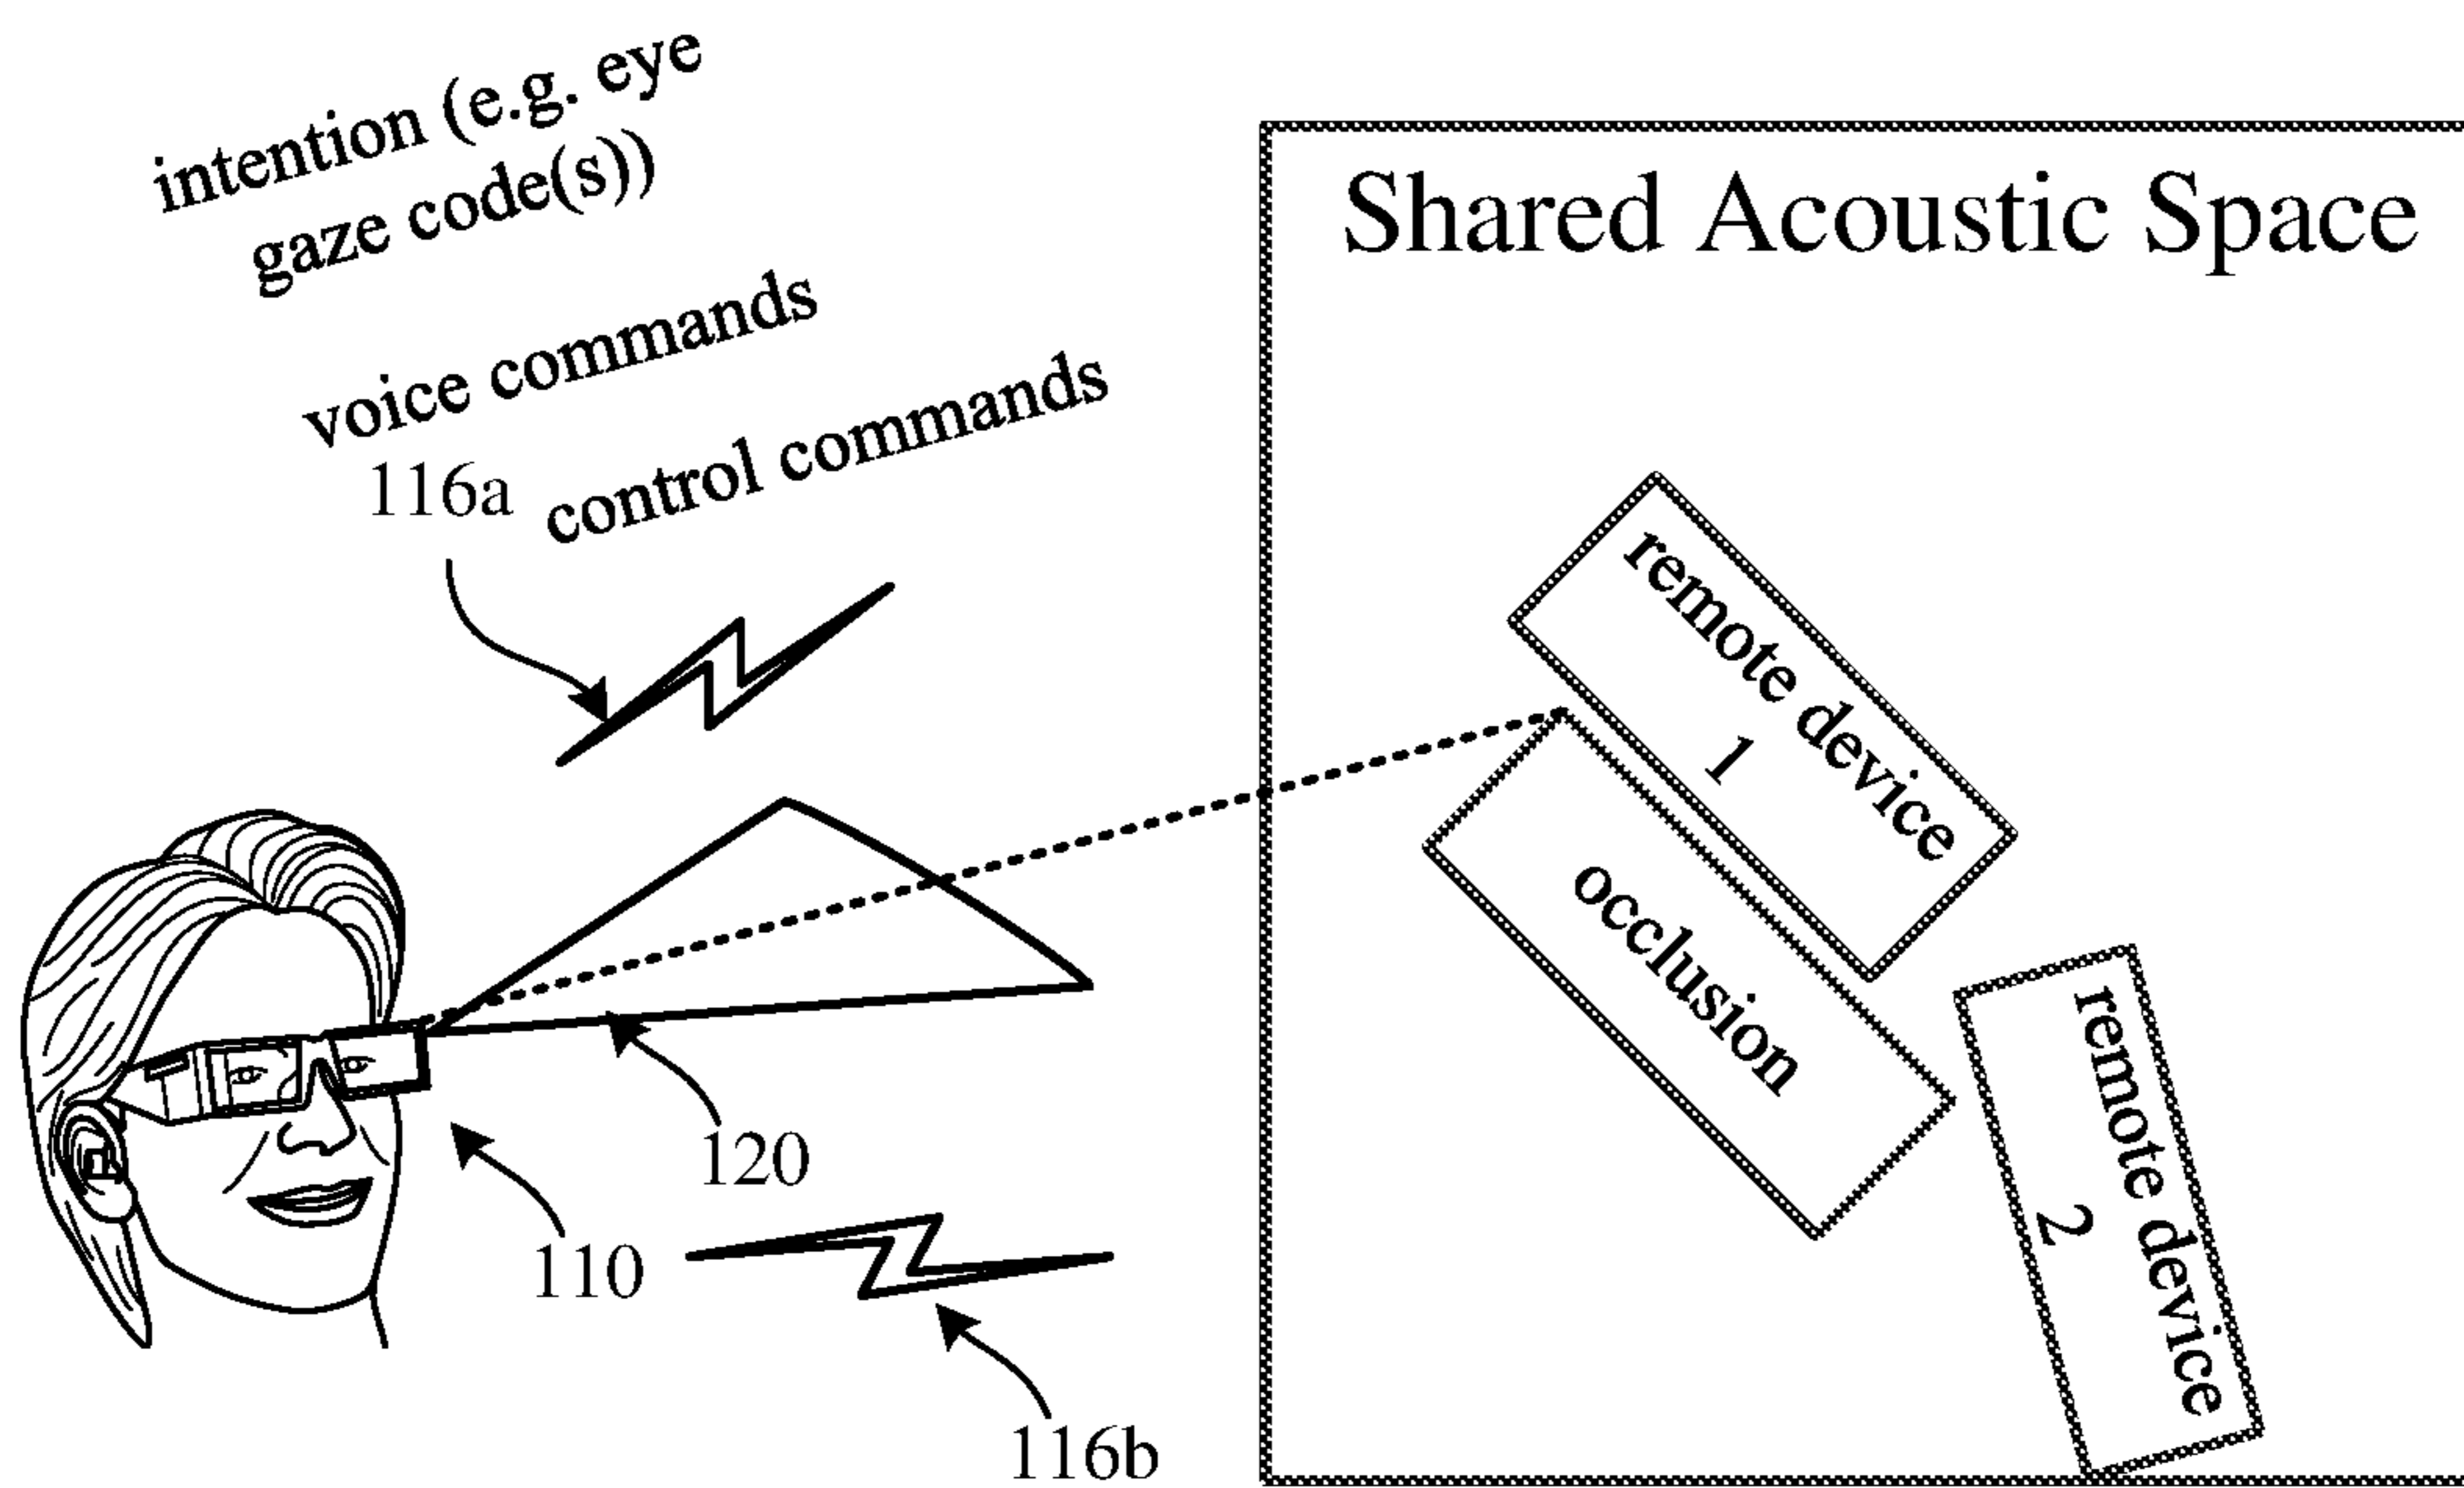 intention (e.g. eye
gaze code(s))
voice commands
116a
control commands
Shared Acoustic Space
remote device
1
occlusion
remote device
2
120
110
116b